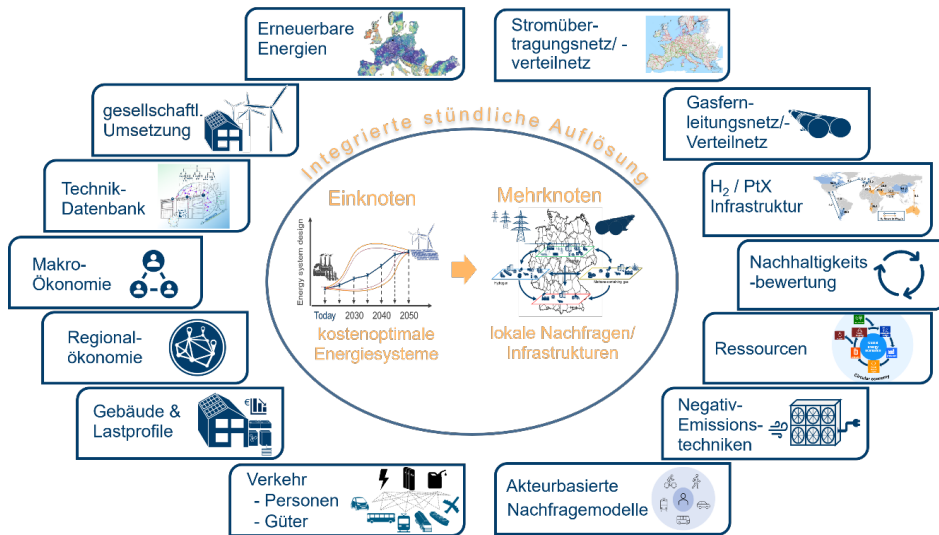 Erneuerbare
Energien
Stromüber-
tragungsnetz/ -
verteilnetz
gesellschaftl.
Umsetzung
Gasfern-
leitungsnetz/-
Verteilnetz
Technik-
Datenbank
H₂ / PtX
Infrastruktur
Makro-
Ökonomie
Nachhaltigkeits
-bewertung
Regional-
ökonomie
Ressourcen
Circular economy
Gebäude &
Lastprofile
€
Negativ-
Emissions-
techniken
Verkehr
- Personen
- Güter
Akteurbasierte
Nachfragemodelle
Integrierte stündliche Auflösung
Einknoten
Energy system design
Today 2030 2040 2050
kostenoptimale
Energiesysteme
Mehrknoten
lokale Nachfragen/
Infrastrukturen